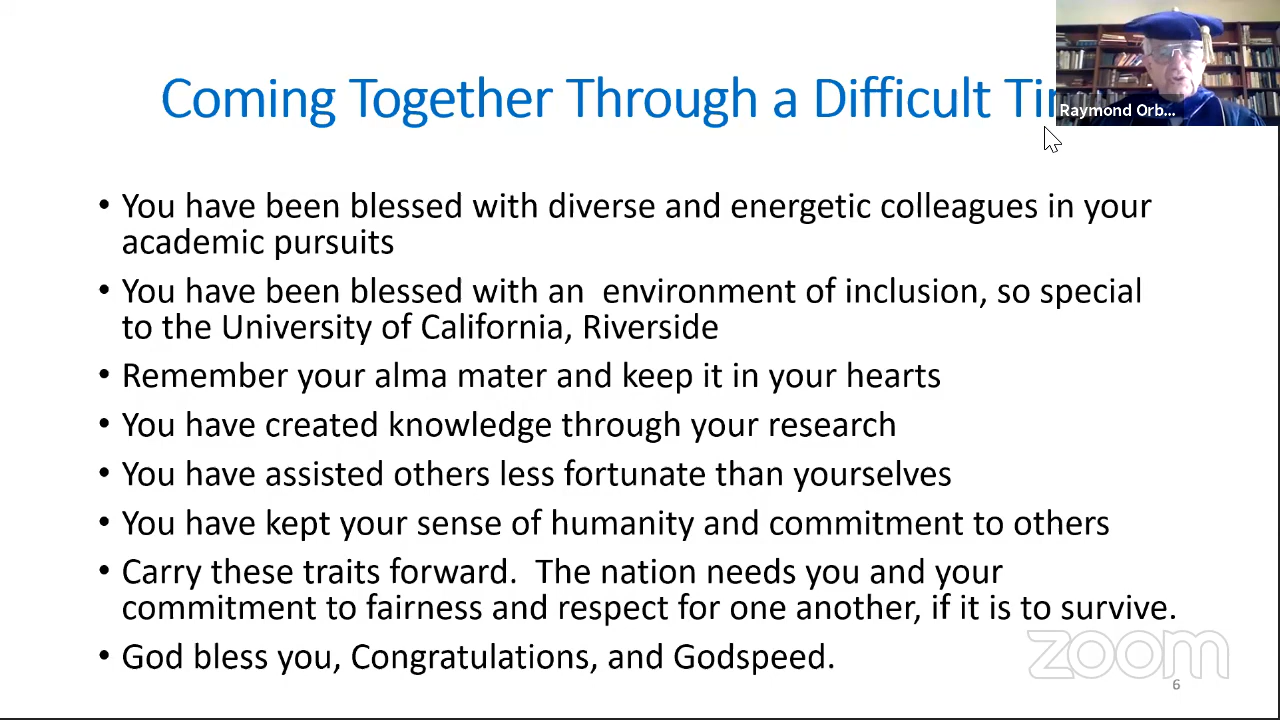 Coming Together Through a Difficult Ti
Raymond Orb...
• You have been blessed with diverse and energetic colleagues in your
academic pursuits
• You have been blessed with an  environment of inclusion, so special
to the University of California, Riverside
• Remember your alma mater and keep it in your hearts
• You have created knowledge through your research
• You have assisted others less fortunate than yourselves
• You have kept your sense of humanity and commitment to others
• Carry these traits forward.  The nation needs you and your
commitment to fairness and respect for one another, if it is to survive.
• God bless you, Congratulations, and Godspeed.
zoom
6